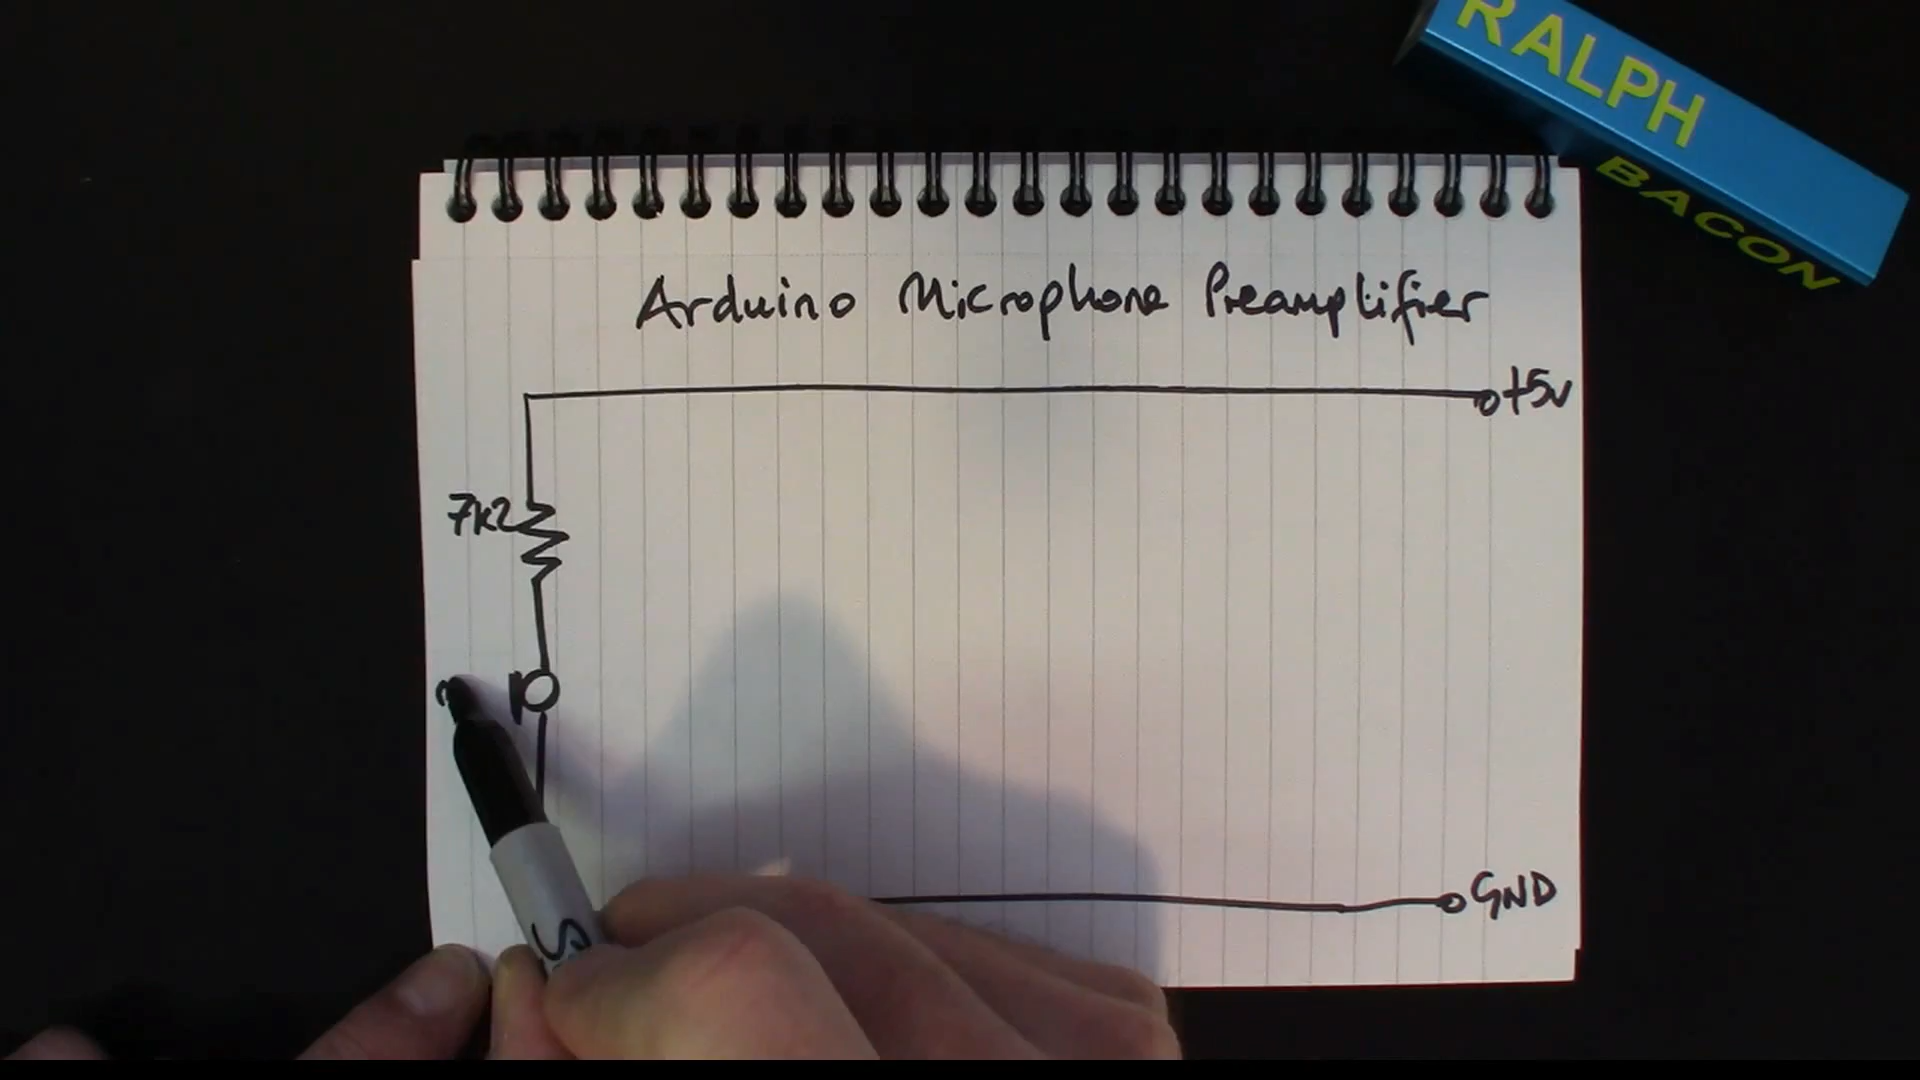 RALPH
BACON
Arduino Microphone Preamplifier
+5v
7k2
GND